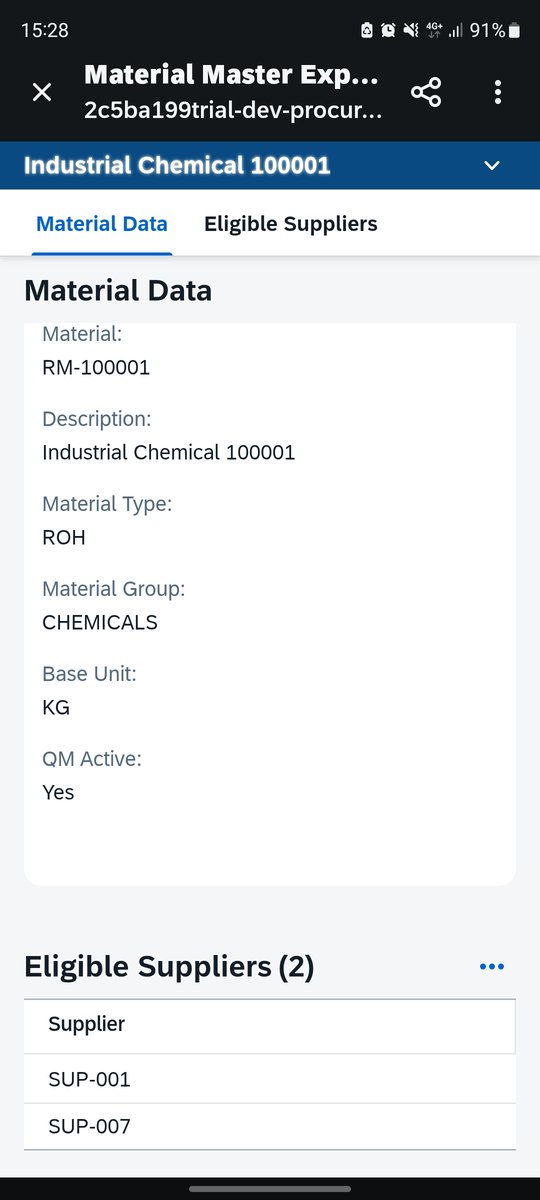 15:28
4G+
91%
Material Master Exp...
2c5ba199trial-dev-procur...
Industrial Chemical 100001
Material Data
Eligible Suppliers
Material Data
Material:
RM-100001
Description:
Industrial Chemical 100001
Material Type:
ROH
Material Group:
CHEMICALS
Base Unit:
KG
QM Active:
Yes
Eligible Suppliers (2)
Supplier
SUP-001
SUP-007